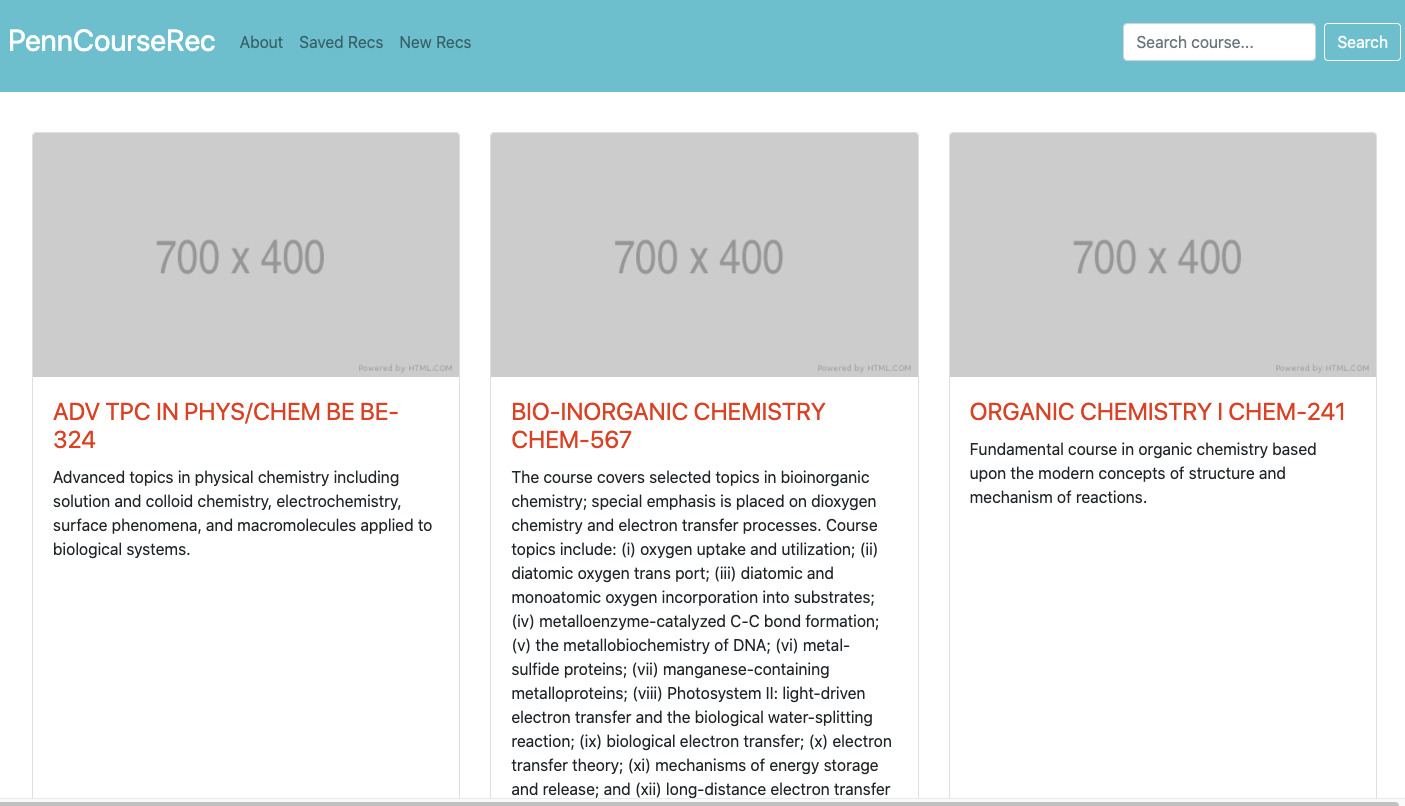 PennCourseRec About Saved Recs New Recs Search course... Search
700 x 400
Powered by HTML.COM
ADV TPC IN PHYS/CHEM BE BE-
324
Advanced topics in physical chemistry including
solution and colloid chemistry, electrochemistry,
surface phenomena, and macromolecules applied to
biological systems.
700 x 400
Powered by HTML.COM
BIO-INORGANIC CHEMISTRY
CHEM-567
The course covers selected topics in bioinorganic
chemistry; special emphasis is placed on dioxygen
chemistry and electron transfer processes. Course
topics include: (i) oxygen uptake and utilization; (ii)
diatomic oxygen trans port; (iii) diatomic and
monoatomic oxygen incorporation into substrates;
(iv) metalloenzyme-catalyzed C-C bond formation;
(v) the metallobiochemistry of DNA; (vi) metal-
sulfide proteins; (vii) manganese-containing
metalloproteins; (viii) Photosystem II: light-driven
electron transfer and the biological water-splitting
reaction; (ix) biological electron transfer; (x) electron
transfer theory; (xi) mechanisms of energy storage
and release; and (xii) long-distance electron transfer
700 x 400
Powered by HTML.COM
ORGANIC CHEMISTRY I CHEM-241
Fundamental course in organic chemistry based
upon the modern concepts of structure and
mechanism of reactions.